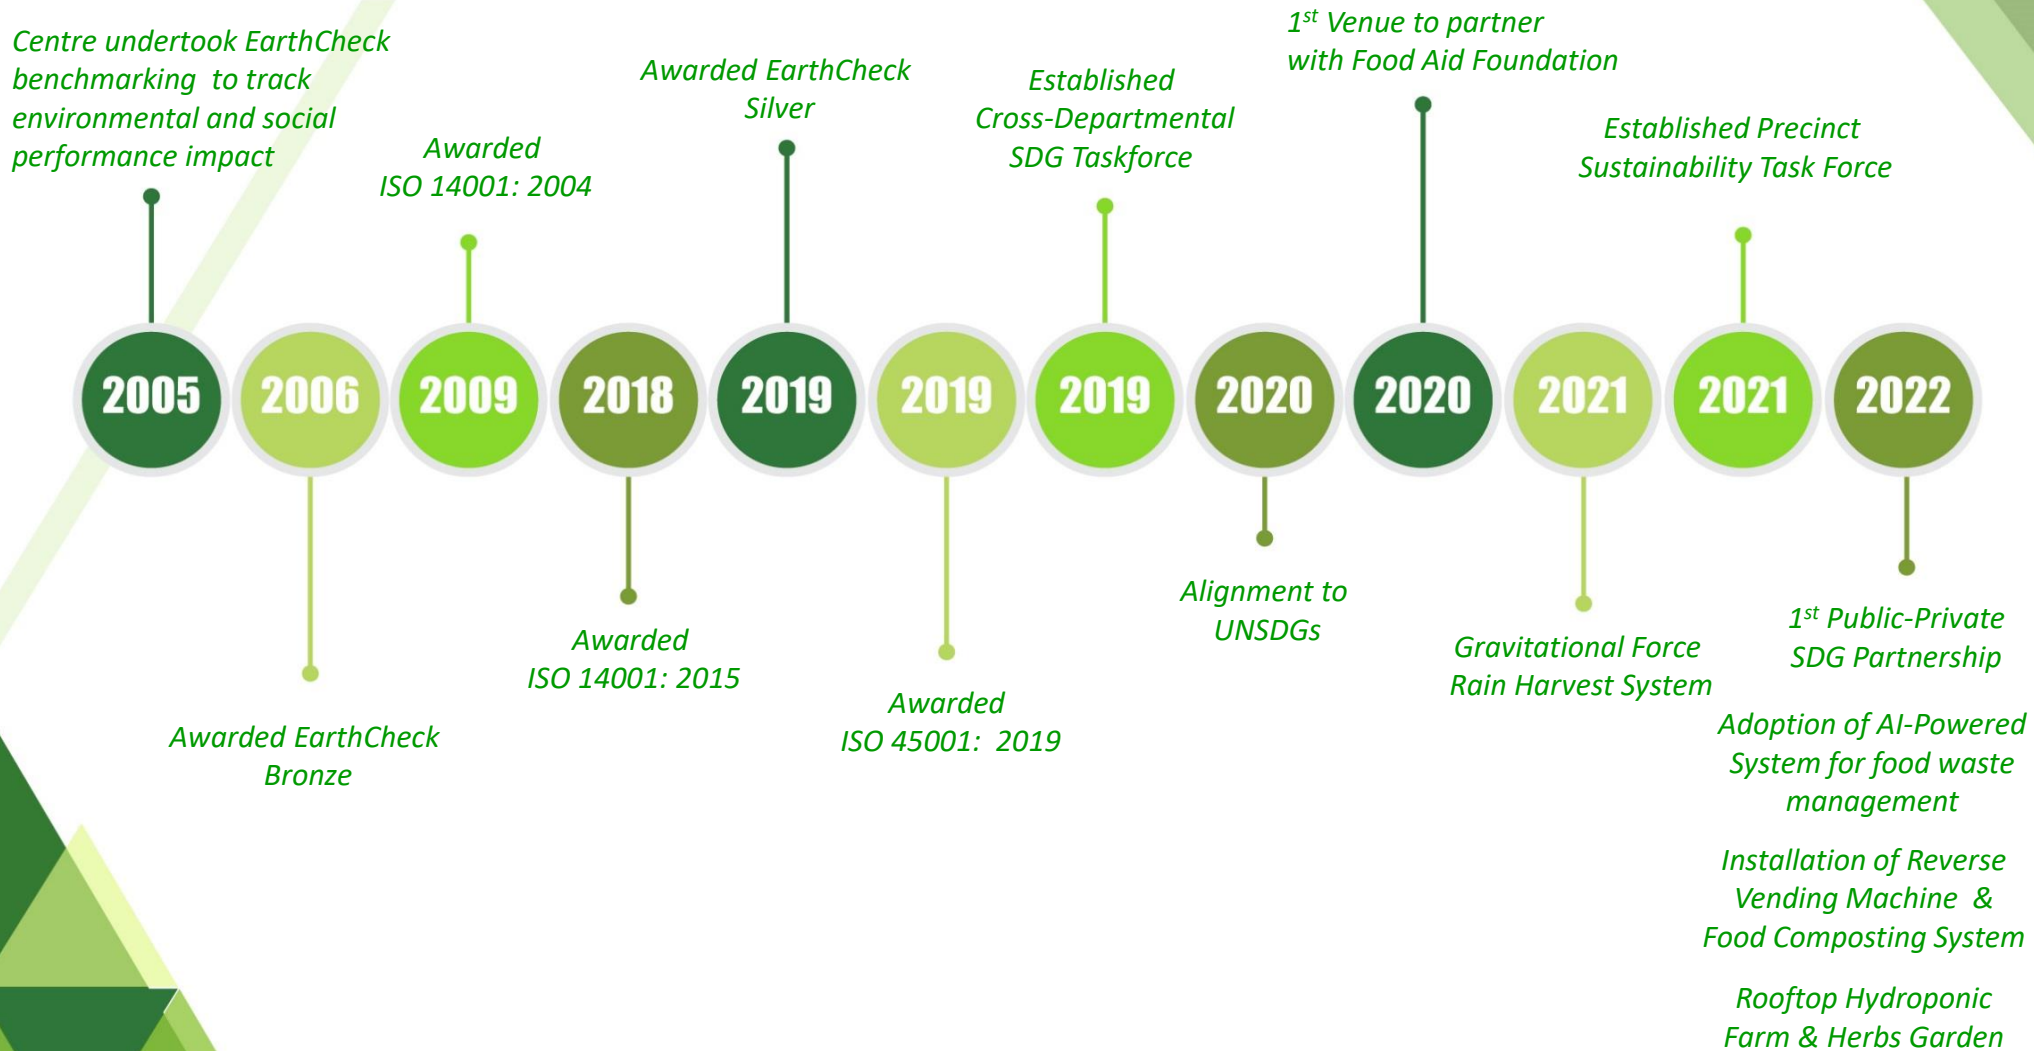 Centre undertook EarthCheck
benchmarking to track
environmental and social
performance impact
Awarded
ISO 14001: 2004
Awarded EarthCheck
Silver
Established
Cross-Departmental
SDG Taskforce
1st Venue to partner
with Food Aid Foundation
Established Precinct
Sustainability Task Force
2005
2006
2009
2018
2019
2019
2019
2020
2020
2021
2021
2022
Awarded EarthCheck
Bronze
Awarded
ISO 14001: 2015
Awarded
ISO 45001: 2019
Alignment to
UNSDGs
Gravitational Force
Rain Harvest System
1st Public-Private
SDG Partnership
Adoption of AI-Powered
System for food waste
management
Installation of Reverse
Vending Machine &
Food Composting System
Rooftop Hydroponic
Farm & Herbs Garden